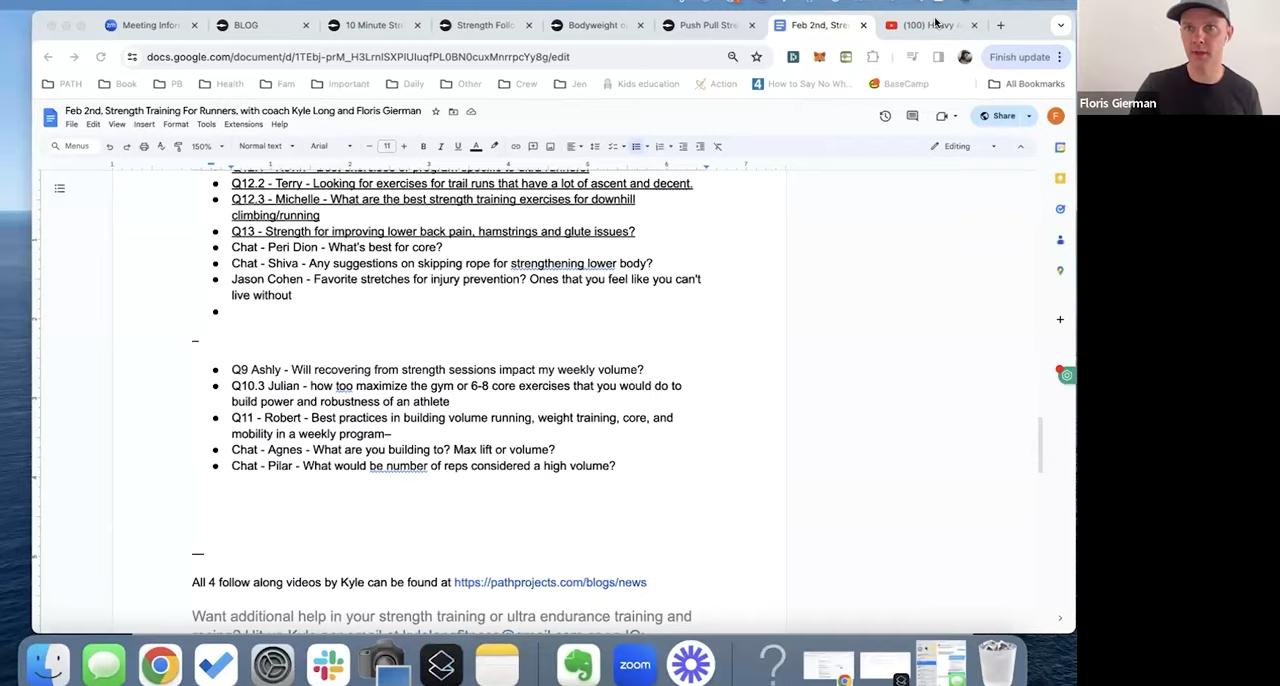 Meeting Infor
BLOG
10 Minute Str
Strength Follo
Bodyweight o
Push Pull Stre
Feb 2nd, Stre
(100) Heavy A
docs.google.com/document/d/1TEbj-prM_H3LrnISXPIUIuqfPL0BN0cuxMnrrpcYy8g/edit
Finish update
PATH
Book
PB
Health
Fam
Important
Daily
Other
Crew
Jen
Kids education
Action
How to Say No Wh...
BaseCamp
All Bookmarks
Floris Gierman
Feb 2nd, Strength Training For Runners, with coach Kyle Long and Floris Gierman
File Edit View Insert Format Tools Extensions Help
Share
F
Menus
150%
Normal text
Arial
11
Editing
Q12.2 - Terry - Looking for exercises for trail runs that have a lot of ascent and decent.
Q12.3 - Michelle - What are the best strength training exercises for downhill
climbing/running
Q13 - Strength for improving lower back pain, hamstrings and glute issues?
Chat - Peri Dion - What's best for core?
Chat - Shiva - Any suggestions on skipping rope for strengthening lower body?
Jason Cohen - Favorite stretches for injury prevention? Ones that you feel like you can't
live without
–
Q9 Ashly - Will recovering from strength sessions impact my weekly volume?
Q10.3 Julian - how too maximize the gym or 6-8 core exercises that you would do to
build power and robustness of an athlete
Q11 - Robert - Best practices in building volume running, weight training, core, and
mobility in a weekly program–
Chat - Agnes - What are you building to? Max lift or volume?
Chat - Pilar - What would be number of reps considered a high volume?
—
All 4 follow along videos by Kyle can be found at https://pathprojects.com/blogs/news
Want additional help in your strength training or ultra endurance training and
zoom